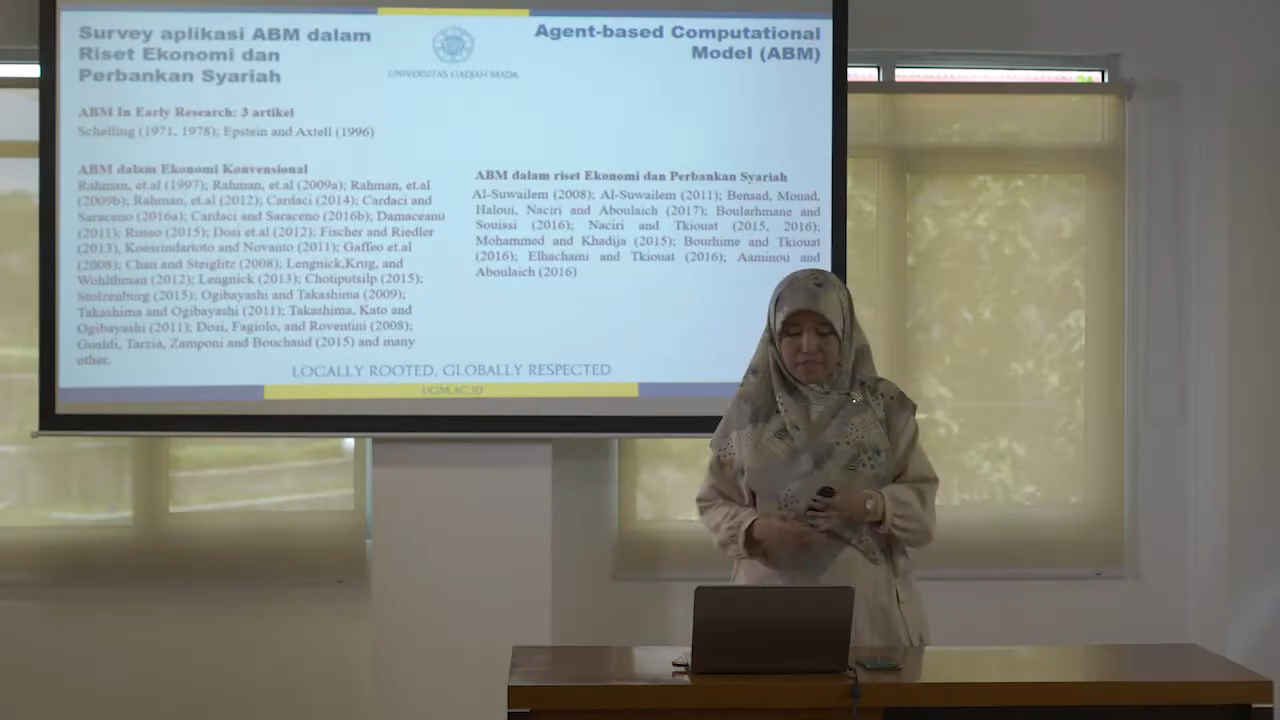 Survey aplikasi ABM dalam
Riset Ekonomi dan
Perbankan Syariah
UNIVERSITAS GADJAH MADA
Agent-based Computational
Model (ABM)
ABM In Early Research: 3 artikel
Schelling (1971, 1978); Epstein and Axtell (1996)
ABM dalam Ekonomi Konvensional
Rahman, et.al (1997); Rahman, et.al (2009a); Rahman, et.al
(2009b); Rahman, et.al (2012); Cardaci (2014); Cardaci and
Saraceno (2016a); Cardaci and Saraceno (2016b); Damaceanu
(2011); Russo (2015); Dosi et.al (2012); Fischer and Riedler
(2013), Koesrindartoto and Novanto (2011); Gaffeo et.al
(2008); Chan and Steiglitz (2008); Lengnick,Krug, and
Wohlthman (2012); Lengnick (2013); Chotiputsilp (2015);
Stolzenburg (2015); Ogibayashi and Takashima (2009);
Takashima and Ogibayashi (2011); Takashima, Kato and
Ogibayashi (2011); Dosi, Fagiolo, and Roventini (2008);
Gualdi, Tarzia, Zamponi and Bouchaud (2015) and many
other.
ABM dalam riset Ekonomi dan Perbankan Syariah
Al-Suwailem (2008); Al-Suwailem (2011); Bensad, Mouad,
Haloui, Naciri and Aboulaich (2017); Boularhmane and
Souissi (2016); Naciri and Tkiouat (2015, 2016);
Mohammed and Khadija (2015); Bourhime and Tkiouat
(2016); Elhachami and Tkiouat (2016); Aaminou and
Aboulaich (2016)
LOCALLY ROOTED, GLOBALLY RESPECTED
UGM.AC.ID